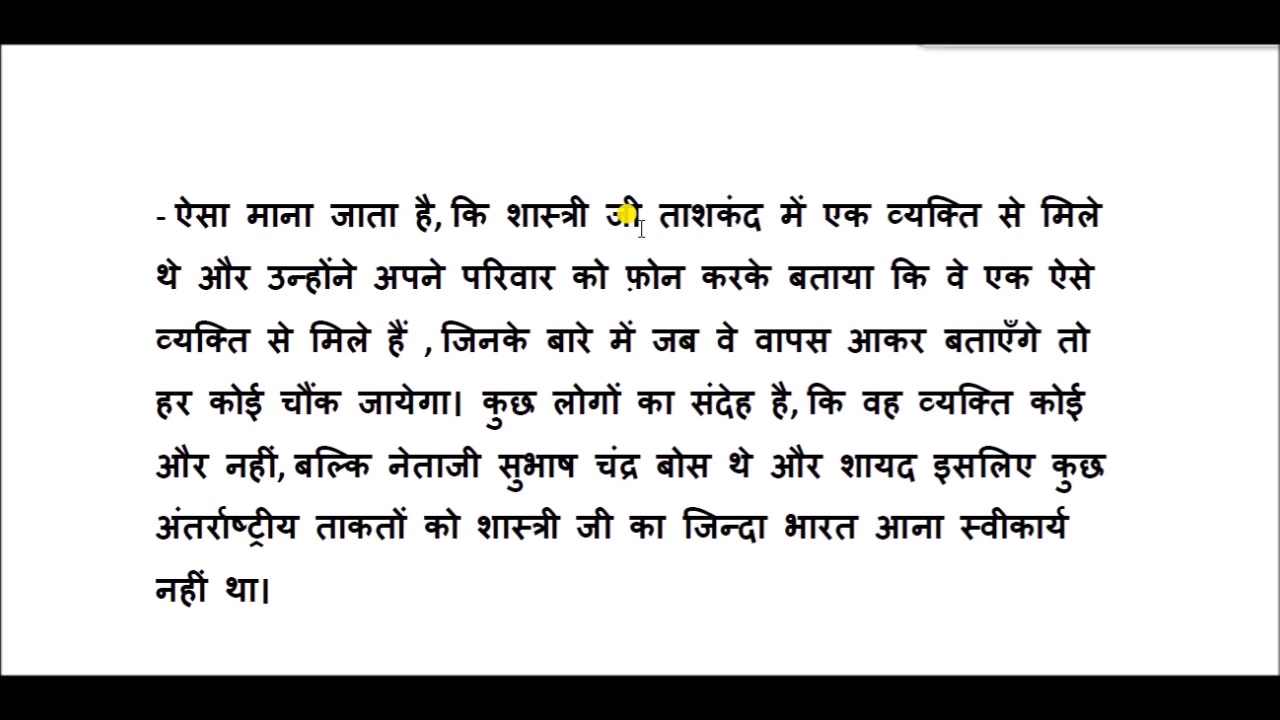 - ऐसा माना जाता है, कि शास्त्री जी ताशकंद में एक व्यक्ति से मिले
थे और उन्होंने अपने परिवार को फ़ोन करके बताया कि वे एक ऐसे
व्यक्ति से मिले हैं , जिनके बारे में जब वे वापस आकर बताएँगे तो
हर कोई चौंक जायेगा। कुछ लोगों का संदेह है, कि वह व्यक्ति कोई
और नहीं, बल्कि नेताजी सुभाष चंद्र बोस थे और शायद इसलिए कुछ
अंतर्राष्ट्रीय ताकतों को शास्त्री जी का जिन्दा भारत आना स्वीकार्य
नहीं था।